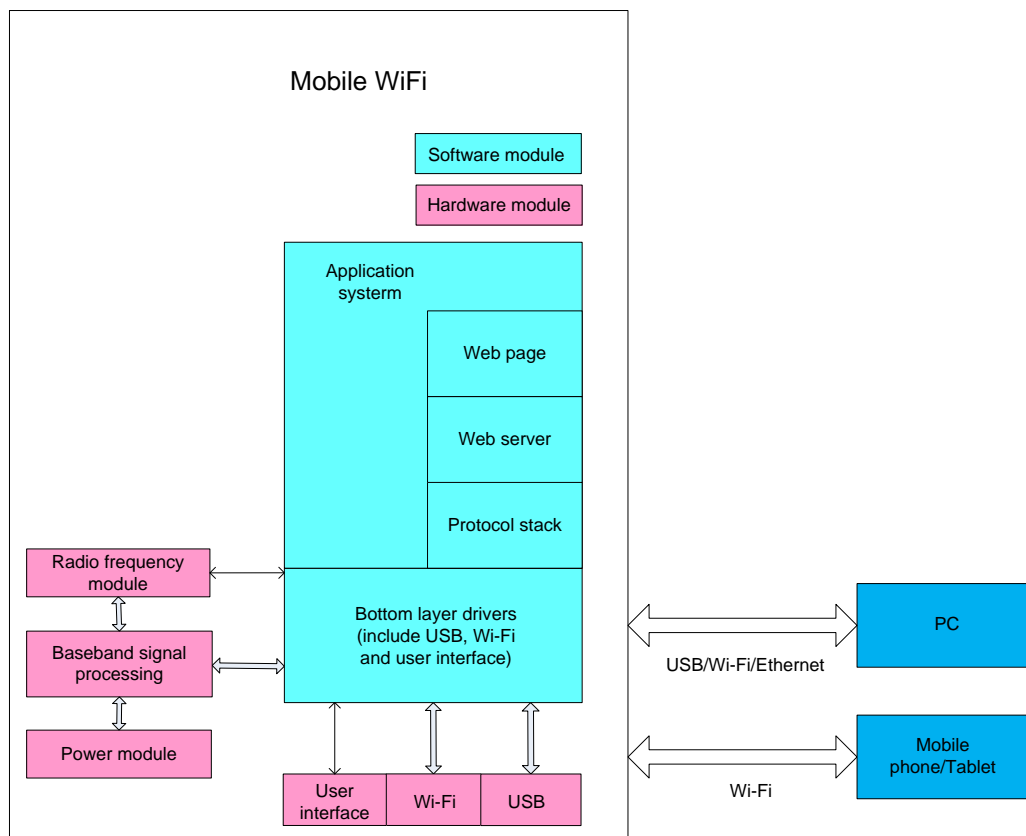 Mobile WiFi
Software module
Hardware module
Application
systerm
Web page
Web server
Protocol stack
Radio frequency
module
Bottom layer drivers
(include USB, Wi-Fi
and user interface)
Baseband signal
processing
Power module
User
interface
Wi-Fi
USB
PC
USB/Wi-Fi/Ethernet
Mobile
phone/Tablet
Wi-Fi